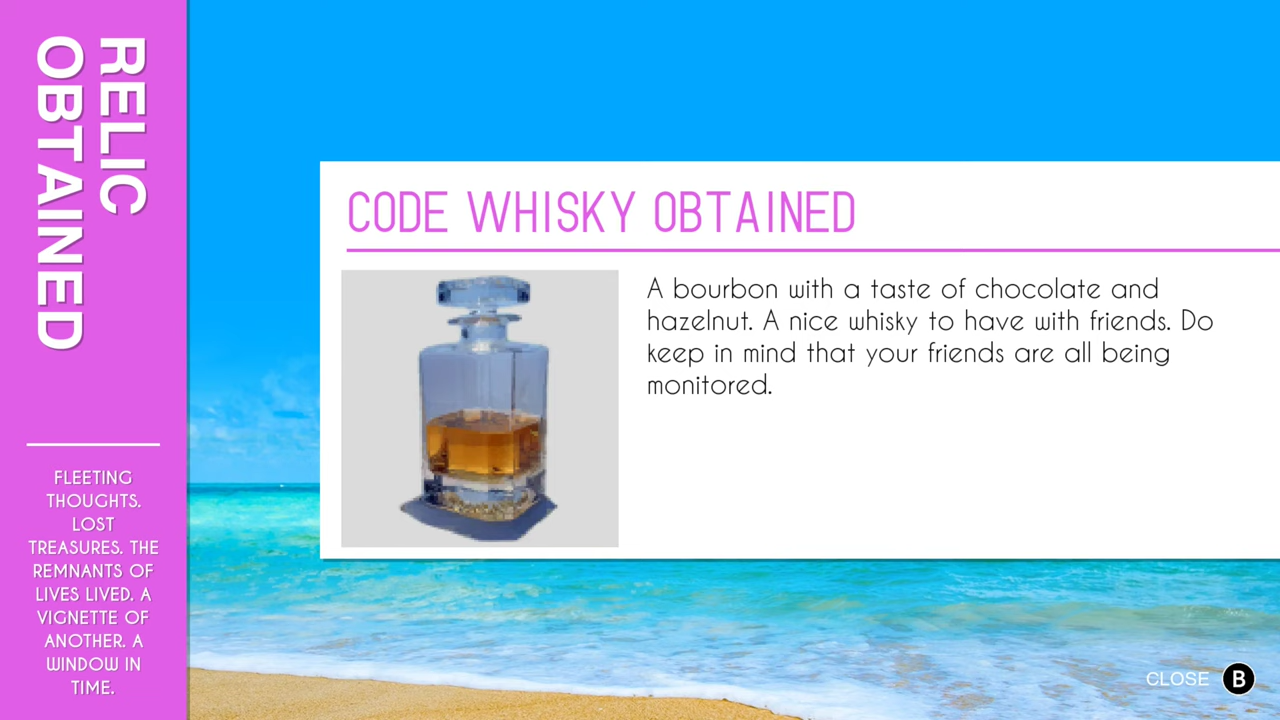 RELIC
OBTAINED
FLEETING
THOUGHTS.
LOST
TREASURES. THE
REMNANTS OF
LIVES LIVED. A
VIGNETTE OF
ANOTHER. A
WINDOW IN
TIME.
CODE WHISKY OBTAINED
A bourbon with a taste of chocolate and
hazelnut. A nice whisky to have with friends. Do
keep in mind that your friends are all being
monitored.
CLOSE B